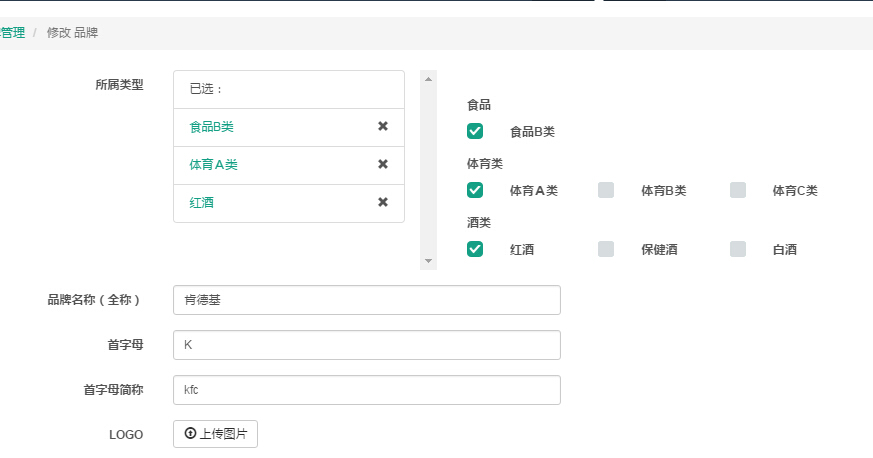 管理 / 修改 品牌
所属类型
已选：
食品B类
体育A类
红酒
食品
食品B类
体育类
体育A类 体育B类 体育C类
酒类
红酒 保健酒 白酒
品牌名称（全称） 肯德基
首字母 K
首字母简称 kfc
LOGO 上传图片